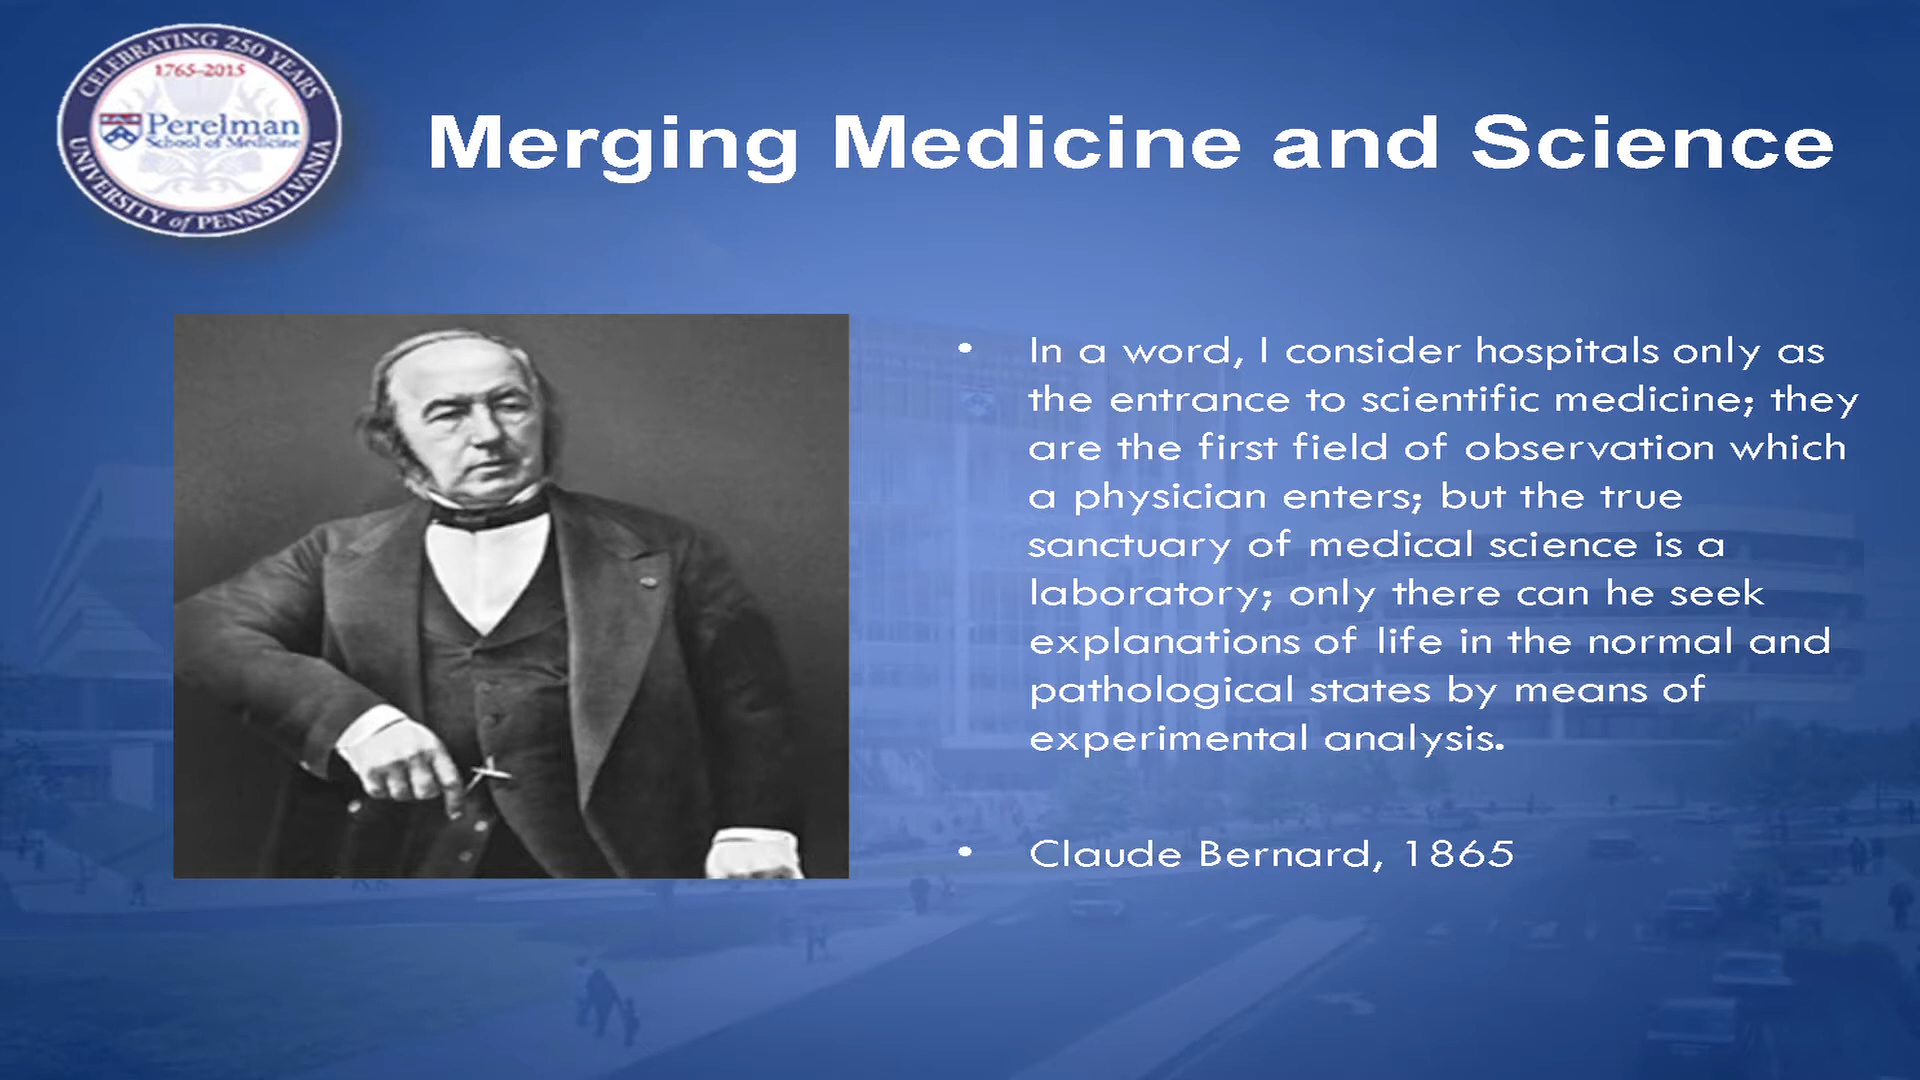 CELEBRATING 250 YEARS
1765-2015
Perelman
School of Medicine
UNIVERSITY of PENNSYLVANIA
Merging Medicine and Science
• In a word, I consider hospitals only as
the entrance to scientific medicine; they
are the first field of observation which
a physician enters; but the true
sanctuary of medical science is a
laboratory; only there can he seek
explanations of life in the normal and
pathological states by means of
experimental analysis.
• Claude Bernard, 1865